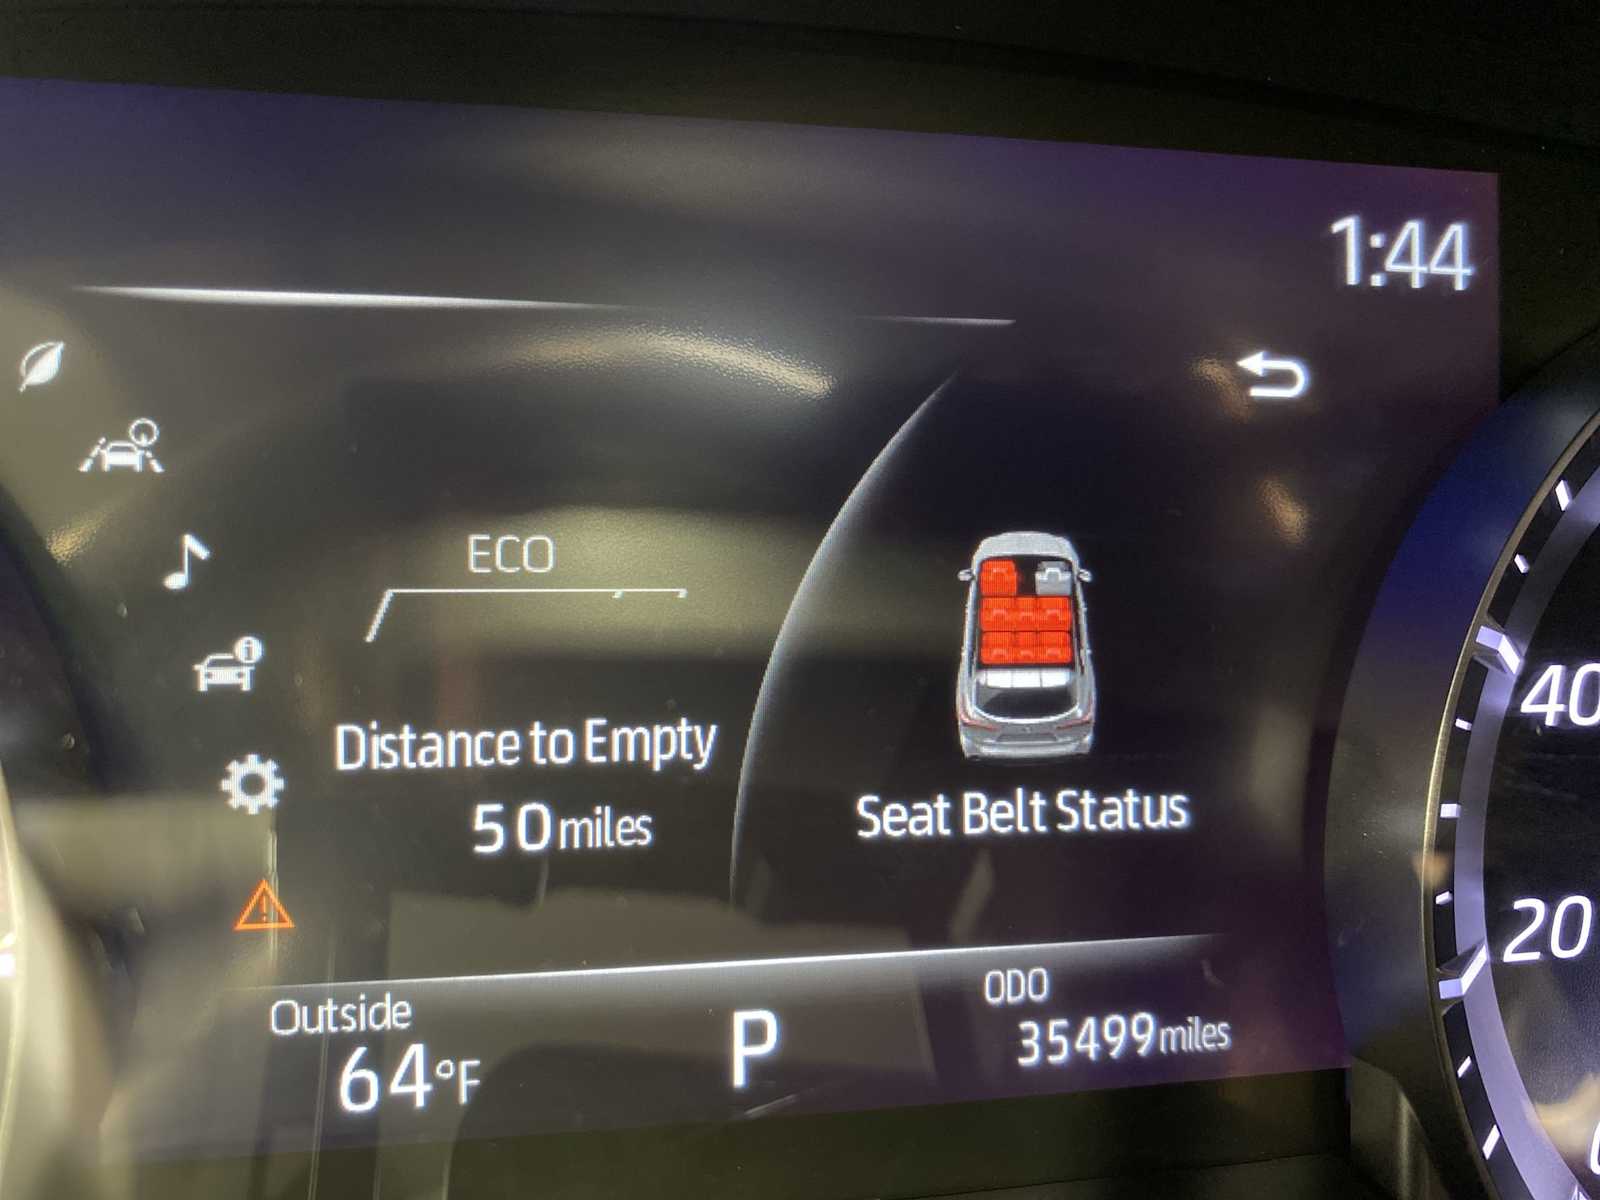 1:44
ECO
Distance to Empty
50 miles
Seat Belt Status
40
20
Outside
64°F
P
ODO
35499 miles